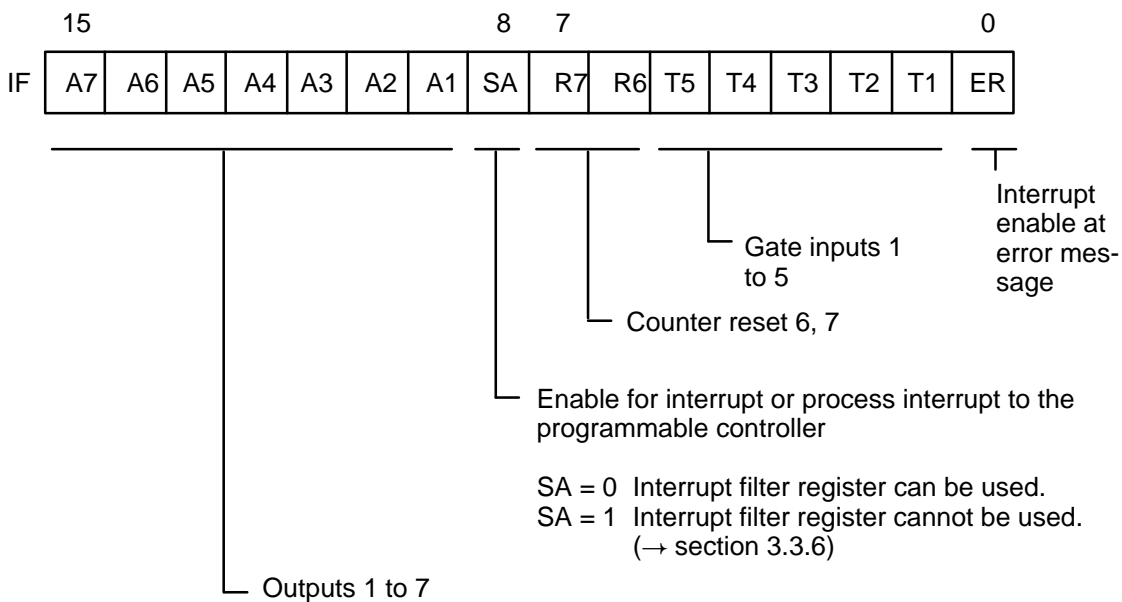 15 8 7 0
IF A7 A6 A5 A4 A3 A2 A1 SA R7 R6 T5 T4 T3 T2 T1 ER
Interrupt
enable at
error mes-
sage
Gate inputs 1
to 5
Counter reset 6, 7
Enable for interrupt or process interrupt to the
programmable controller
SA = 0 Interrupt filter register can be used.
SA = 1 Interrupt filter register cannot be used.
(→ section 3.3.6)
Outputs 1 to 7